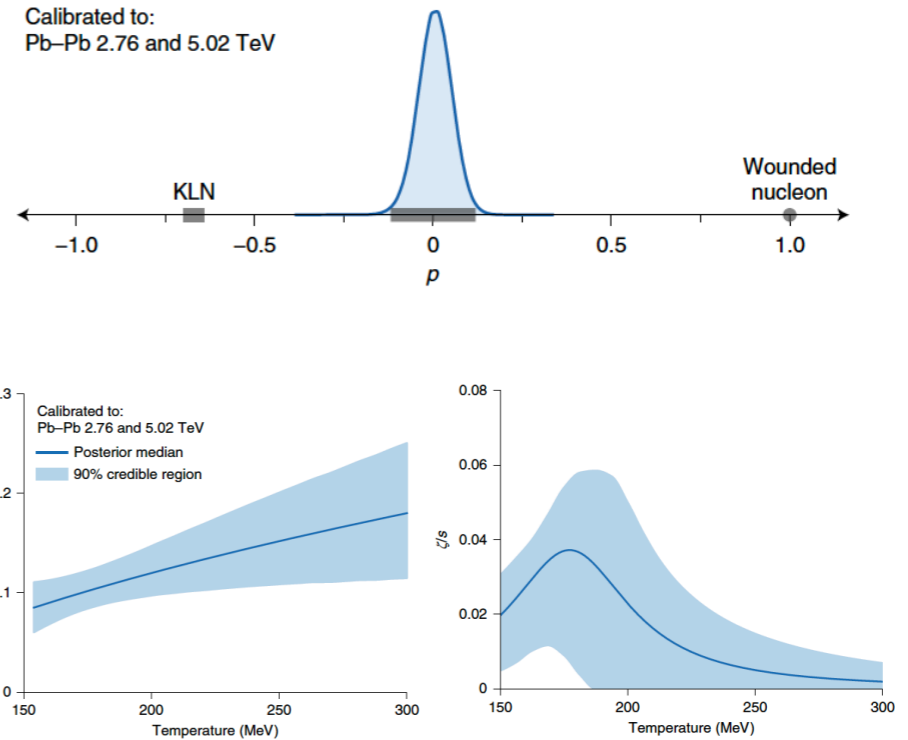 Calibrated to:
Pb–Pb 2.76 and 5.02 TeV
KLN
Wounded
nucleon
−1.0
−0.5
0
0.5
1.0
p
.3
Calibrated to:
Pb–Pb 2.76 and 5.02 TeV
Posterior median
90% credible region
.2
.1
0
150
200
250
300
Temperature (MeV)
0.08
0.06
ζ/s
0.04
0.02
0
150
200
250
300
Temperature (MeV)